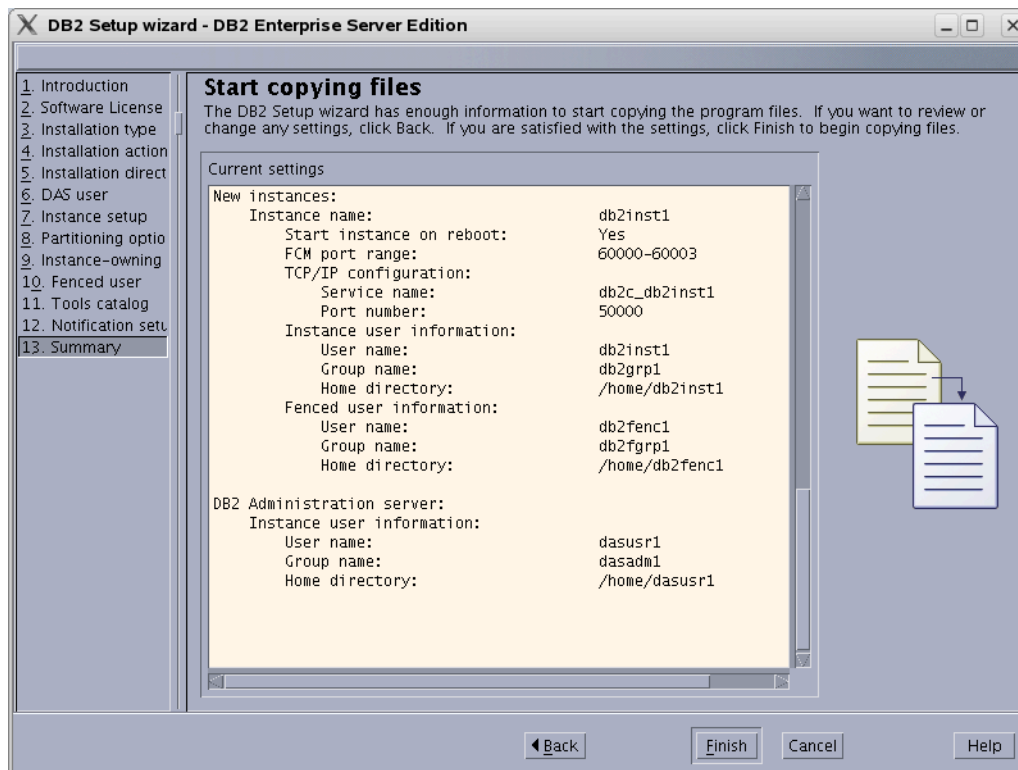 DB2 Setup wizard - DB2 Enterprise Server Edition
1. Introduction
2. Software License
3. Installation type
4. Installation action
5. Installation direct
6. DAS user
7. Instance setup
8. Partitioning optio
9. Instance-owning
10. Fenced user
11. Tools catalog
12. Notification setu
13. Summary
Start copying files
The DB2 Setup wizard has enough information to start copying the program files. If you want to review or
change any settings, click Back. If you are satisfied with the settings, click Finish to begin copying files.
Current settings
New instances:
Instance name: db2inst1
Start instance on reboot: Yes
FCM port range: 60000-60003
TCP/IP configuration:
Service name: db2c_db2inst1
Port number: 50000
Instance user information:
User name: db2inst1
Group name: db2grp1
Home directory: /home/db2inst1
Fenced user information:
User name: db2fenc1
Group name: db2fgrp1
Home directory: /home/db2fenc1
DB2 Administration server:
Instance user information:
User name: dasusr1
Group name: dasadm1
Home directory: /home/dasusr1
Back Finish Cancel Help